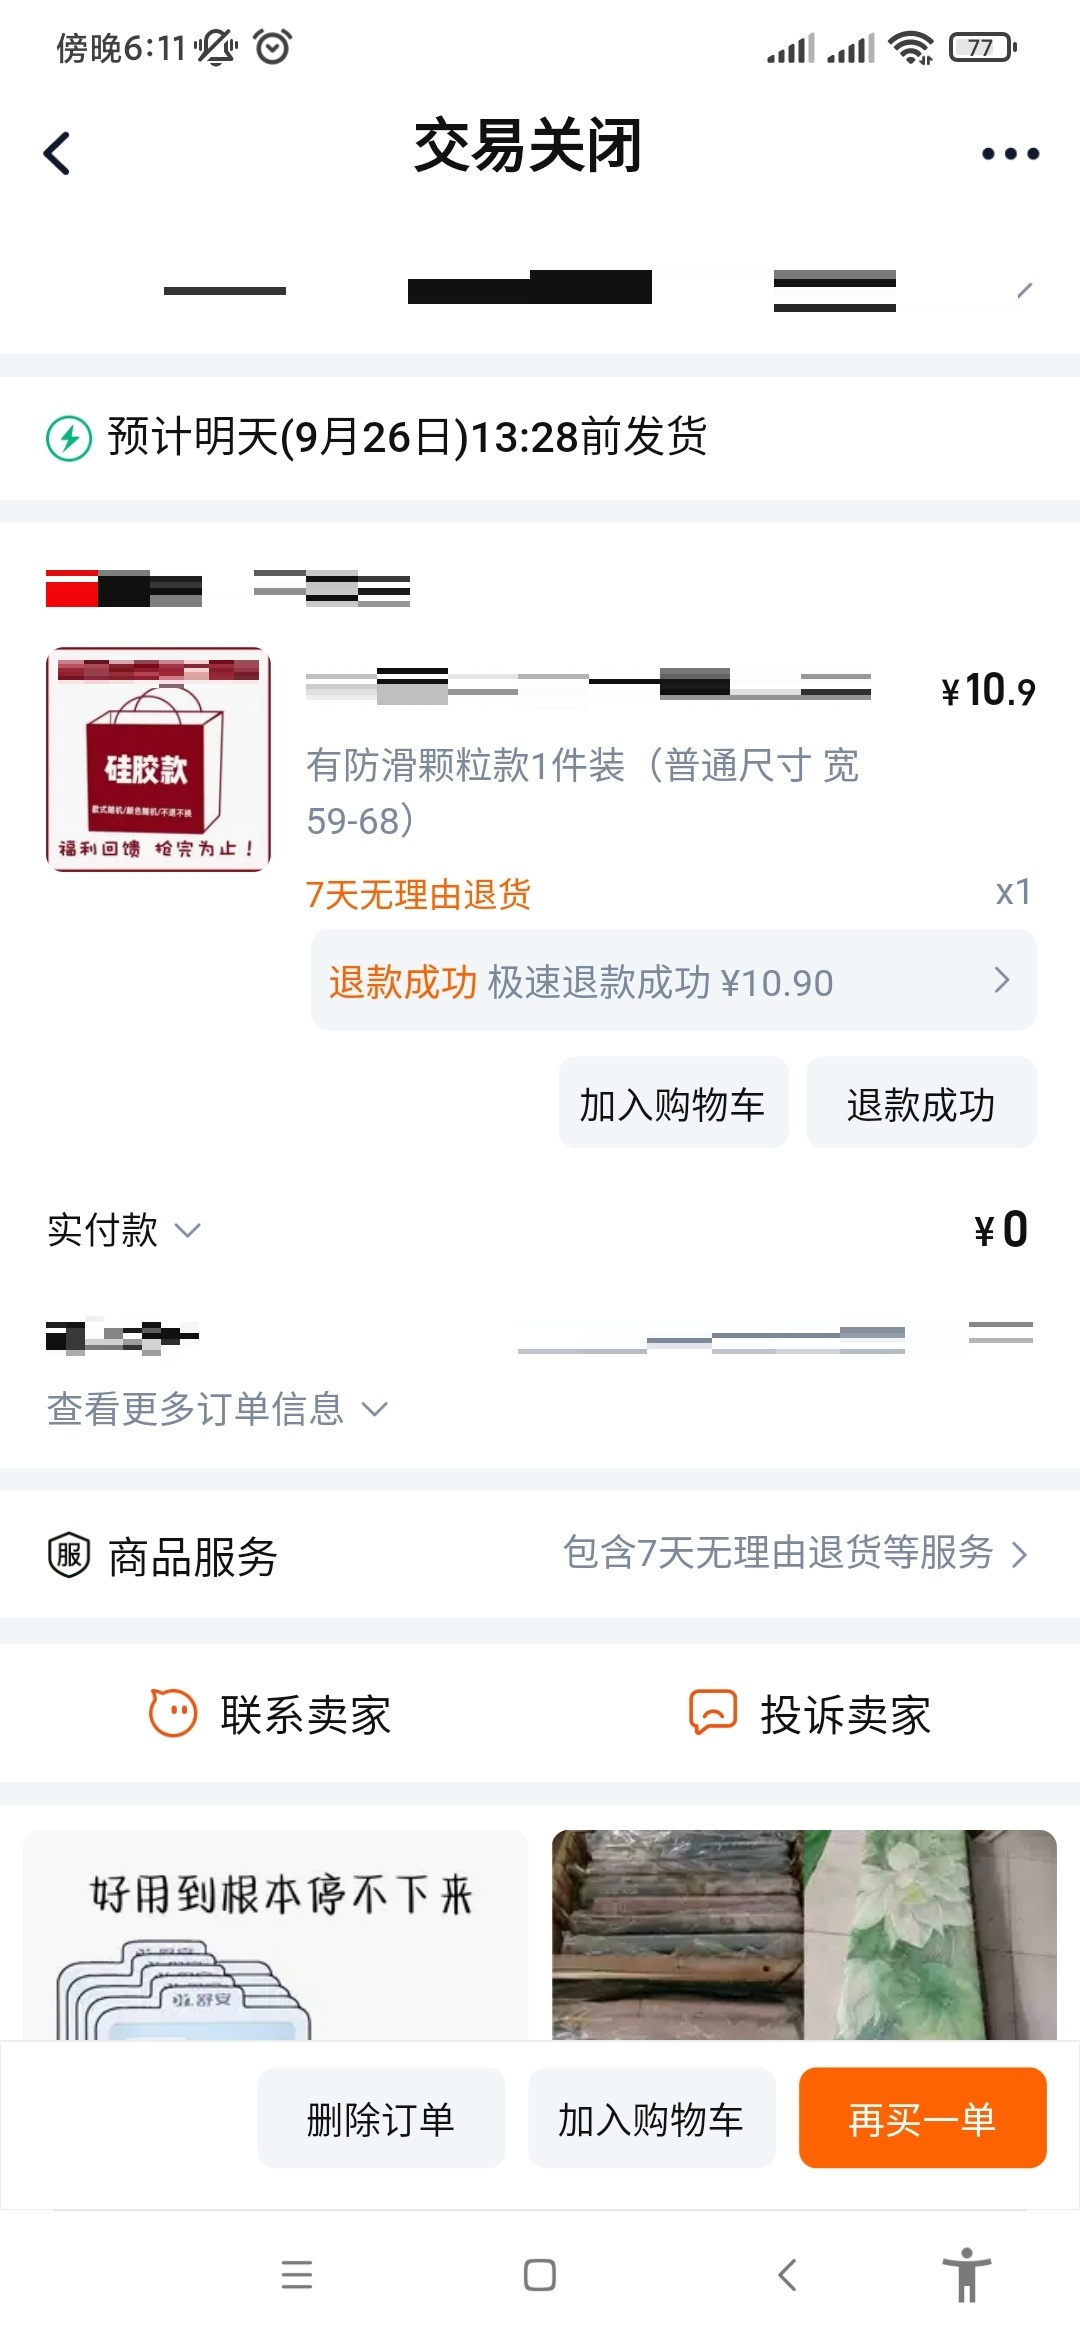 傍晚6:11
77
交易关闭
预计明天(9月26日)13:28前发货
¥10.9
硅胶款
款式随机/颜色随机/不退不换
福利回馈 抢完为止！
有防滑颗粒款1件装（普通尺寸 宽
59-68）
7天无理由退货
x1
退款成功 极速退款成功 ¥10.90
加入购物车
退款成功
实付款
¥0
查看更多订单信息
服 商品服务
包含7天无理由退货等服务
联系卖家
投诉卖家
好用到根本停不下来
舒安
删除订单
加入购物车
再买一单